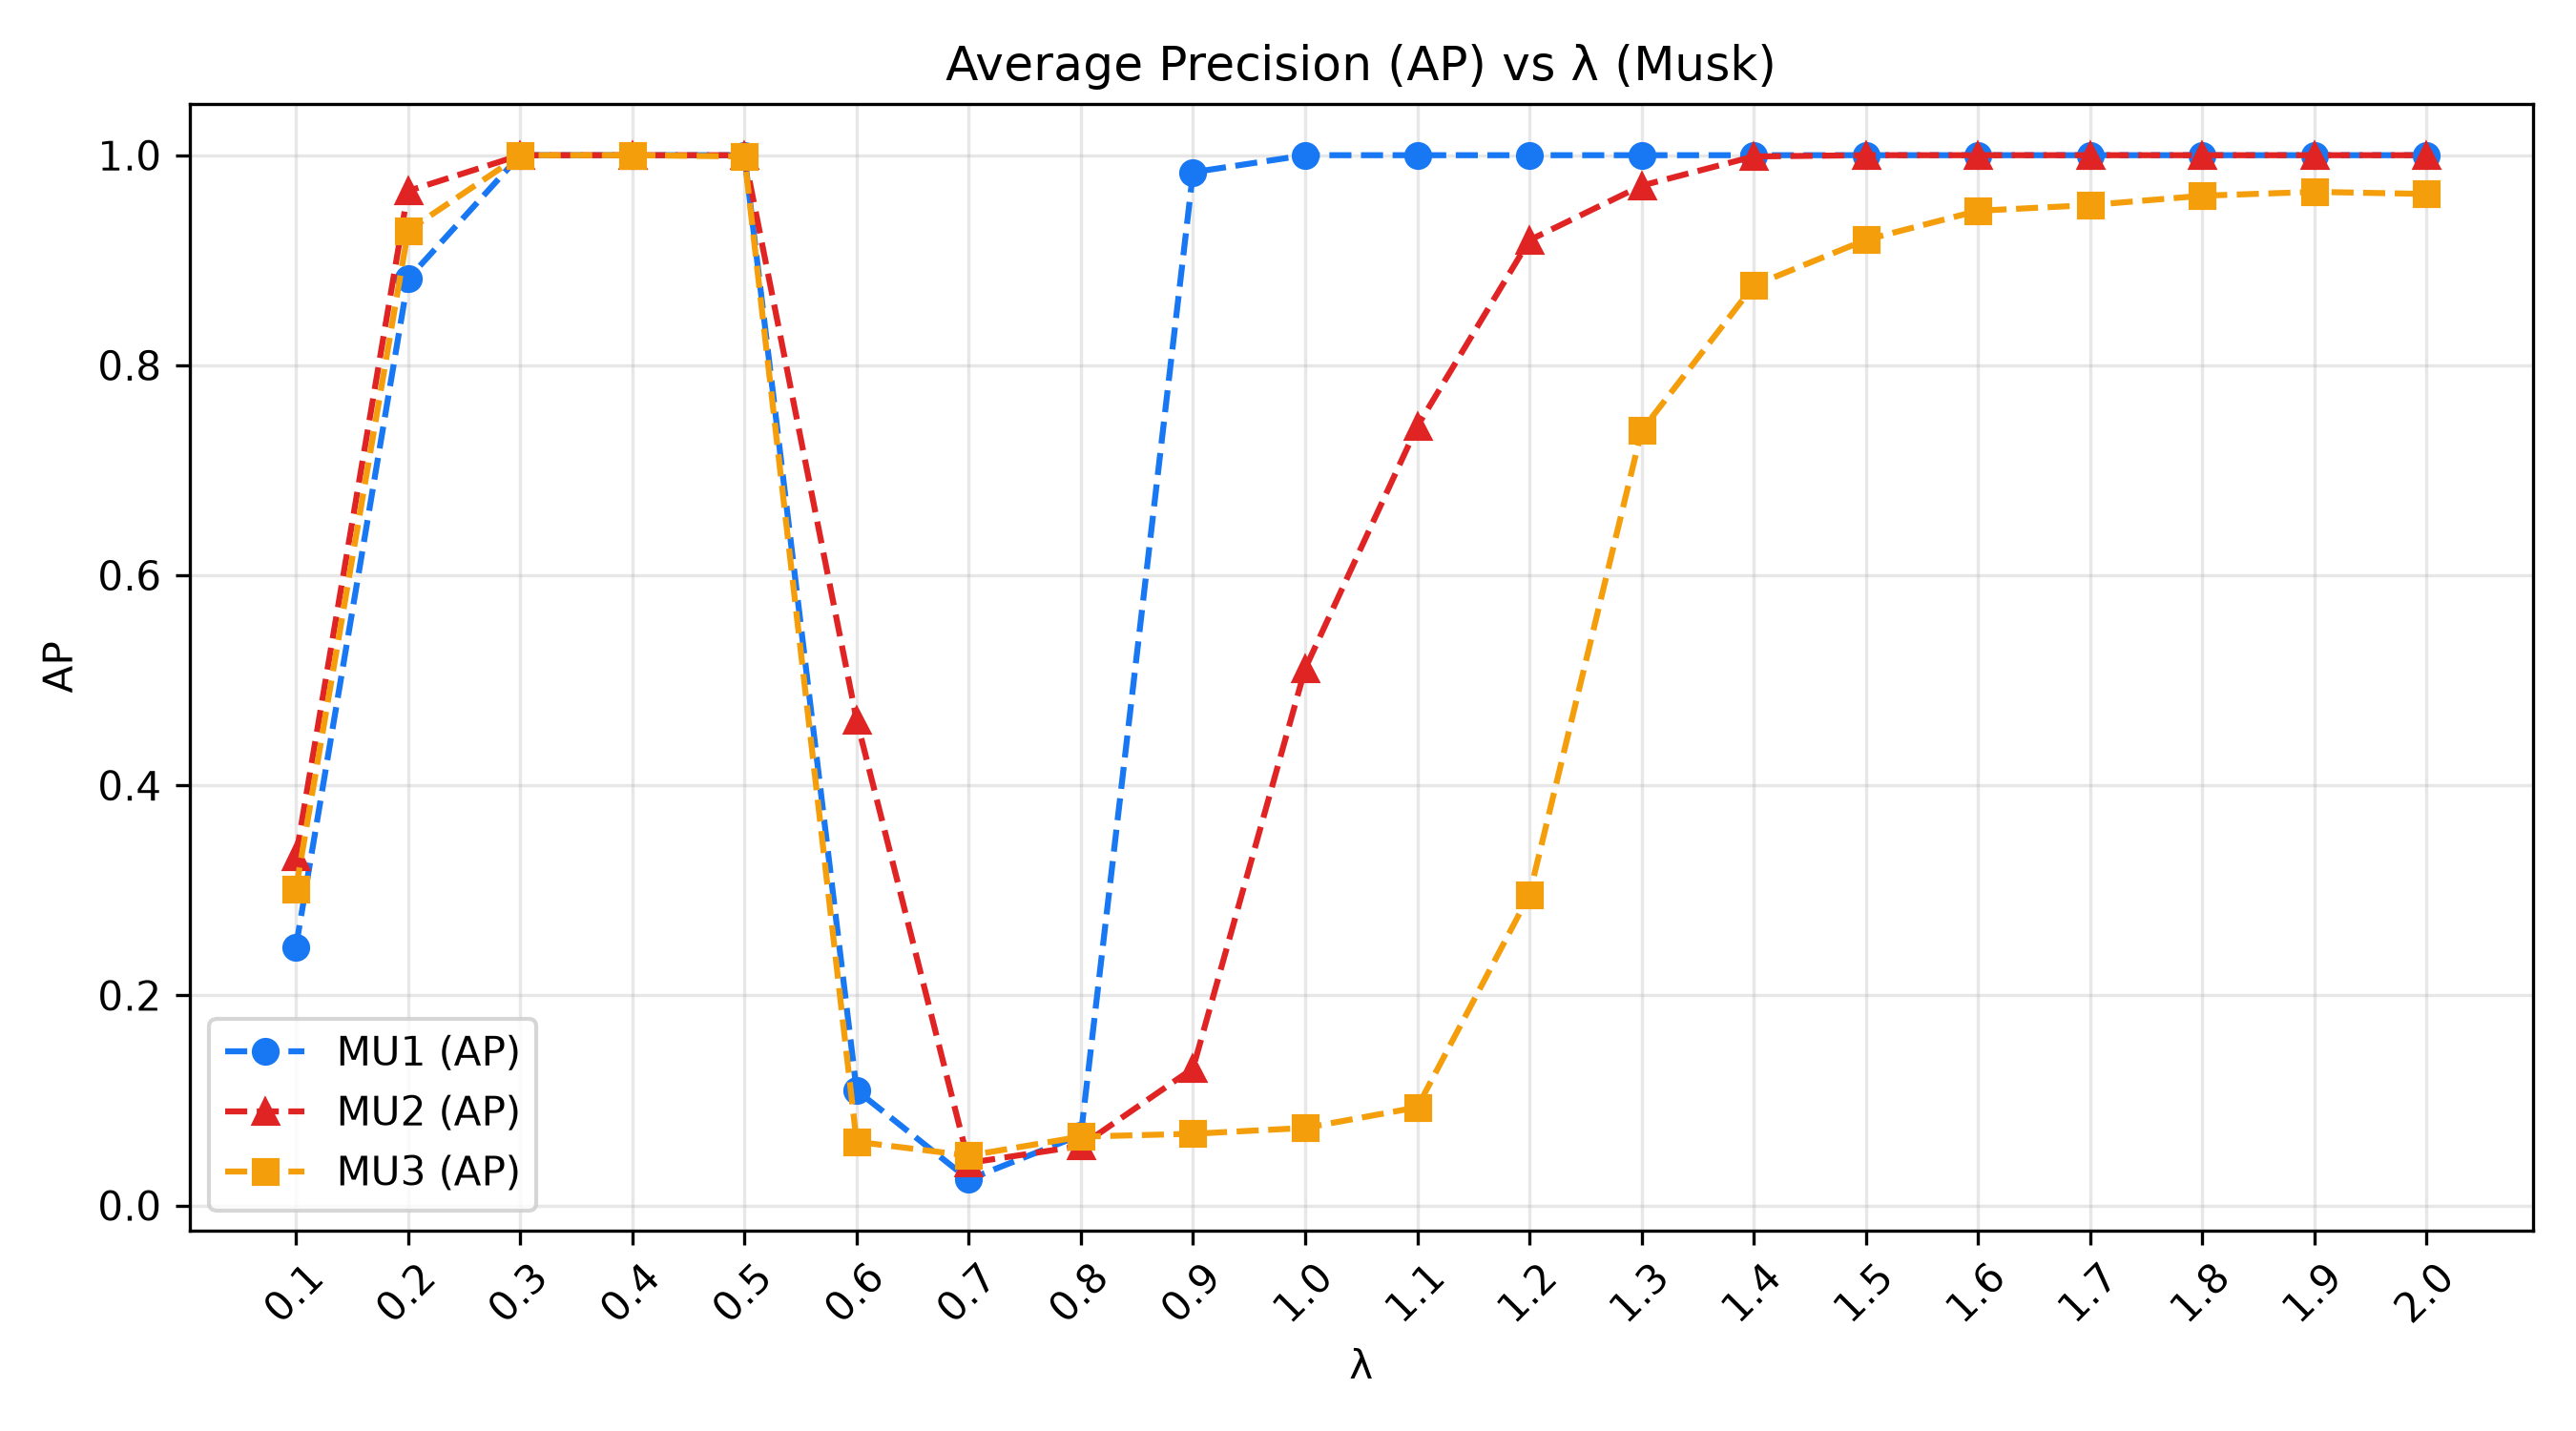 Average Precision (AP) vs λ (Musk)
AP
1.0
0.8
0.6
0.4
0.2
0.0
MU1 (AP)
MU2 (AP)
MU3 (AP)
0.1 0.2 0.3 0.4 0.5 0.6 0.7 0.8 0.9 1.0 1.1 1.2 1.3 1.4 1.5 1.6 1.7 1.8 1.9 2.0
λ